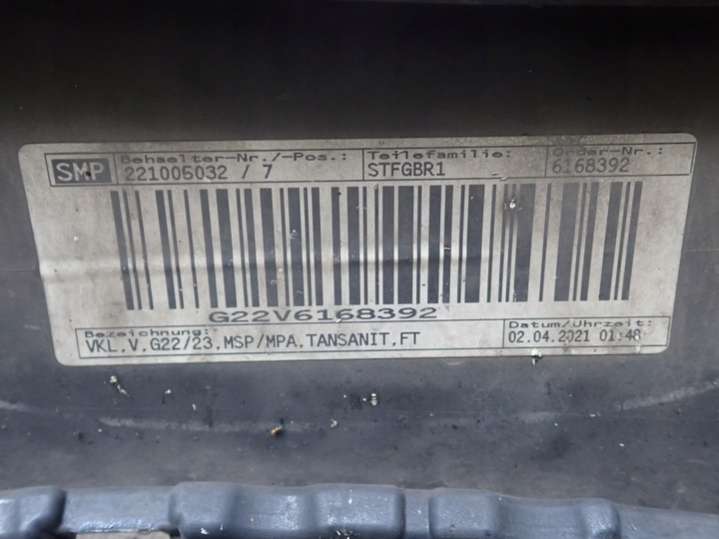 SMP Behaelter-Nr./-Pos.: Teilefamilie: Order-Nr.:
221005032 / 7 STFGBR1 6168392
G22V6168392
Bezeichnung: Datum/Uhrzeit:
VKL.V.G22/23.MSP/MPA.TANSANIT.FT 02.04.2021 01:48